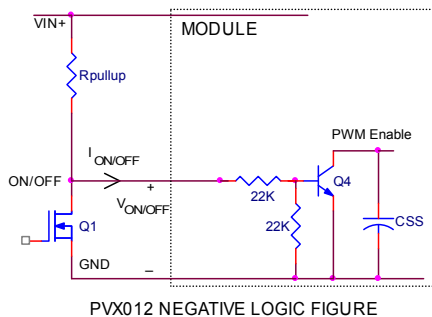 VIN+
MODULE
Rpullup
PWM Enable
I ON/OFF
ON/OFF
+
22K
Q4
V ON/OFF
Q1
22K
CSS
GND
–
PVX012 NEGATIVE LOGIC FIGURE